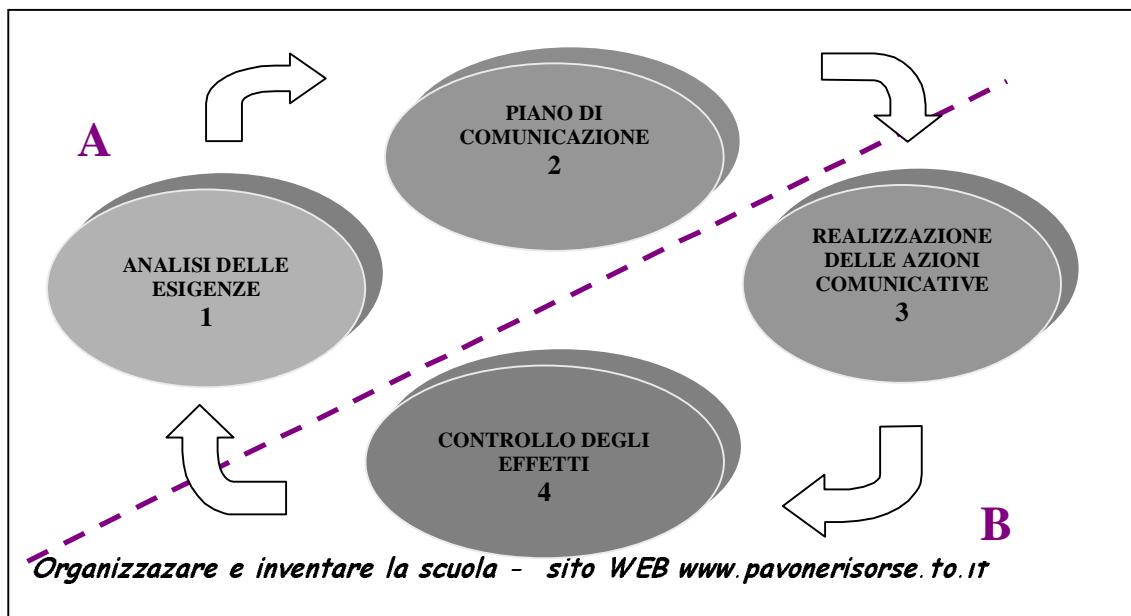 A
PIANO DI
COMUNICAZIONE
2
ANALISI DELLE
ESIGENZE
1
REALIZZAZIONE
DELLE AZIONI
COMUNICATIVE
3
CONTROLLO DEGLI
EFFETTI
4
B
Organizzazare e inventare la scuola - sito WEB www.pavonerisorse.to.it